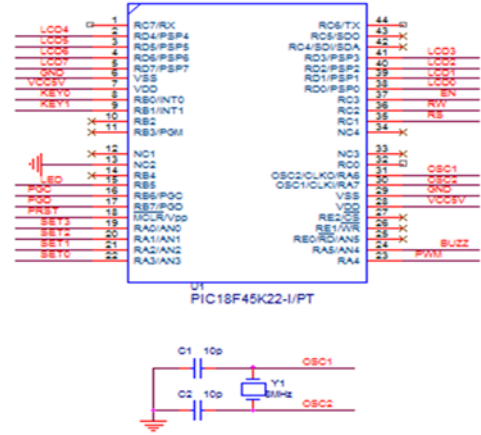 1 RC7/RX RC6/TX 44
LCD4 2 RD4/PSP4 RC5/SDO 43
LCD5 3 RD5/PSP5 RC4/SDI/SDA 42
LCD6 4 RD6/PSP6 RD3/PSP3 41 LCD3
LCD7 5 RD7/PSP7 RD2/PSP2 40 LCD2
GND 6 VSS RD1/PSP1 39 LCD1
VCC5V 7 VDD RD0/PSP0 38 LCD0
KEY0 8 RB0/INT0 RC3 37 EN
KEY1 9 RB1/INT1 RC2 36 RW
10 RB2 RC1 35 RS
11 RB3/PGM NC4 34
12 NC1 NC3 33
13 NC2 RC0 32
14 RB4 OSC2/CLKO/RA6 31 OSC1
LED 15 RB5 OSC1/CLKI/RA7 30 OSC2
PGC 16 RB6/PGC VSS 29 GND
PGD 17 RB7/PGD VDD 28 VCC5V
PRST 18 MCLR/Vpp RE2/CS 27
SET3 19 RA0/AN0 RE1/WR 26
SET2 20 RA1/AN1 RE0/RD/AN5 25
SET1 21 RA2/AN2 RA5/AN4 24 BUZZ
SET0 22 RA3/AN3 RA4 23 PWM
U1
PIC18F45K22-I/PT
C1 10p OSC1
Y1
C2 10p OSC2